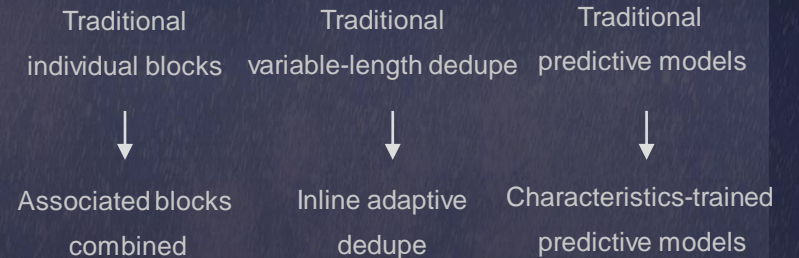 Traditional
individual blocks
Traditional
variable-length dedupe
Traditional
predictive models
Associated blocks
combined
Inline adaptive
dedupe
Characteristics-trained
predictive models